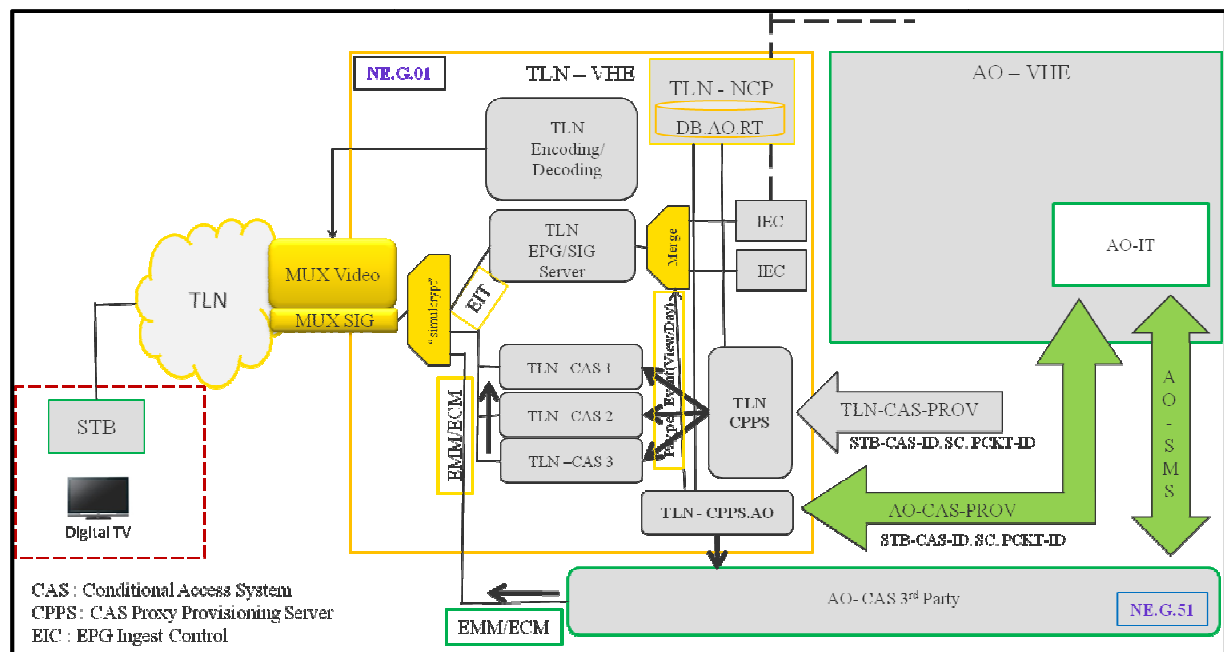 NE.G.01
TLN – VHE
TLN - NCP
DB.AO.RT
AO – VHE
TLN
Encoding/
Decoding
TLN
EPG/SIG
Server
Merge
IEC
IEC
AO-IT
TLN
MUX Video
MUX SIG
"simulcrypt"
EIT
STB
Digital TV
EMM/ECM
TLN - CAS 1
TLN - CAS 2
TLN –CAS 3
Event(View/Day)
TLN
CPPS
TLN-CAS-PROV
STB-CAS-ID. SC. PCKT-ID
AO-SMS
TLN - CPPS.AO
AO-CAS-PROV
STB-CAS-ID. SC. PCKT-ID
CAS : Conditional Access System
CPPS : CAS Proxy Provisioning Server
EIC : EPG Ingest Control
EMM/ECM
AO- CAS 3rd Party
NE.G.51